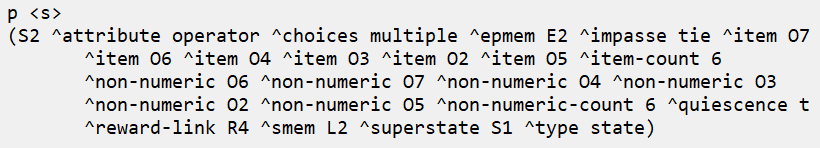 p <s>
(S2 ^attribute operator ^choices multiple ^epmem E2 ^impasse tie ^item O7
^item O6 ^item O4 ^item O3 ^item O2 ^item O5 ^item-count 6
^non-numeric O6 ^non-numeric O7 ^non-numeric O4 ^non-numeric O3
^non-numeric O2 ^non-numeric O5 ^non-numeric-count 6 ^quiescence t
^reward-link R4 ^smem L2 ^superstate S1 ^type state)